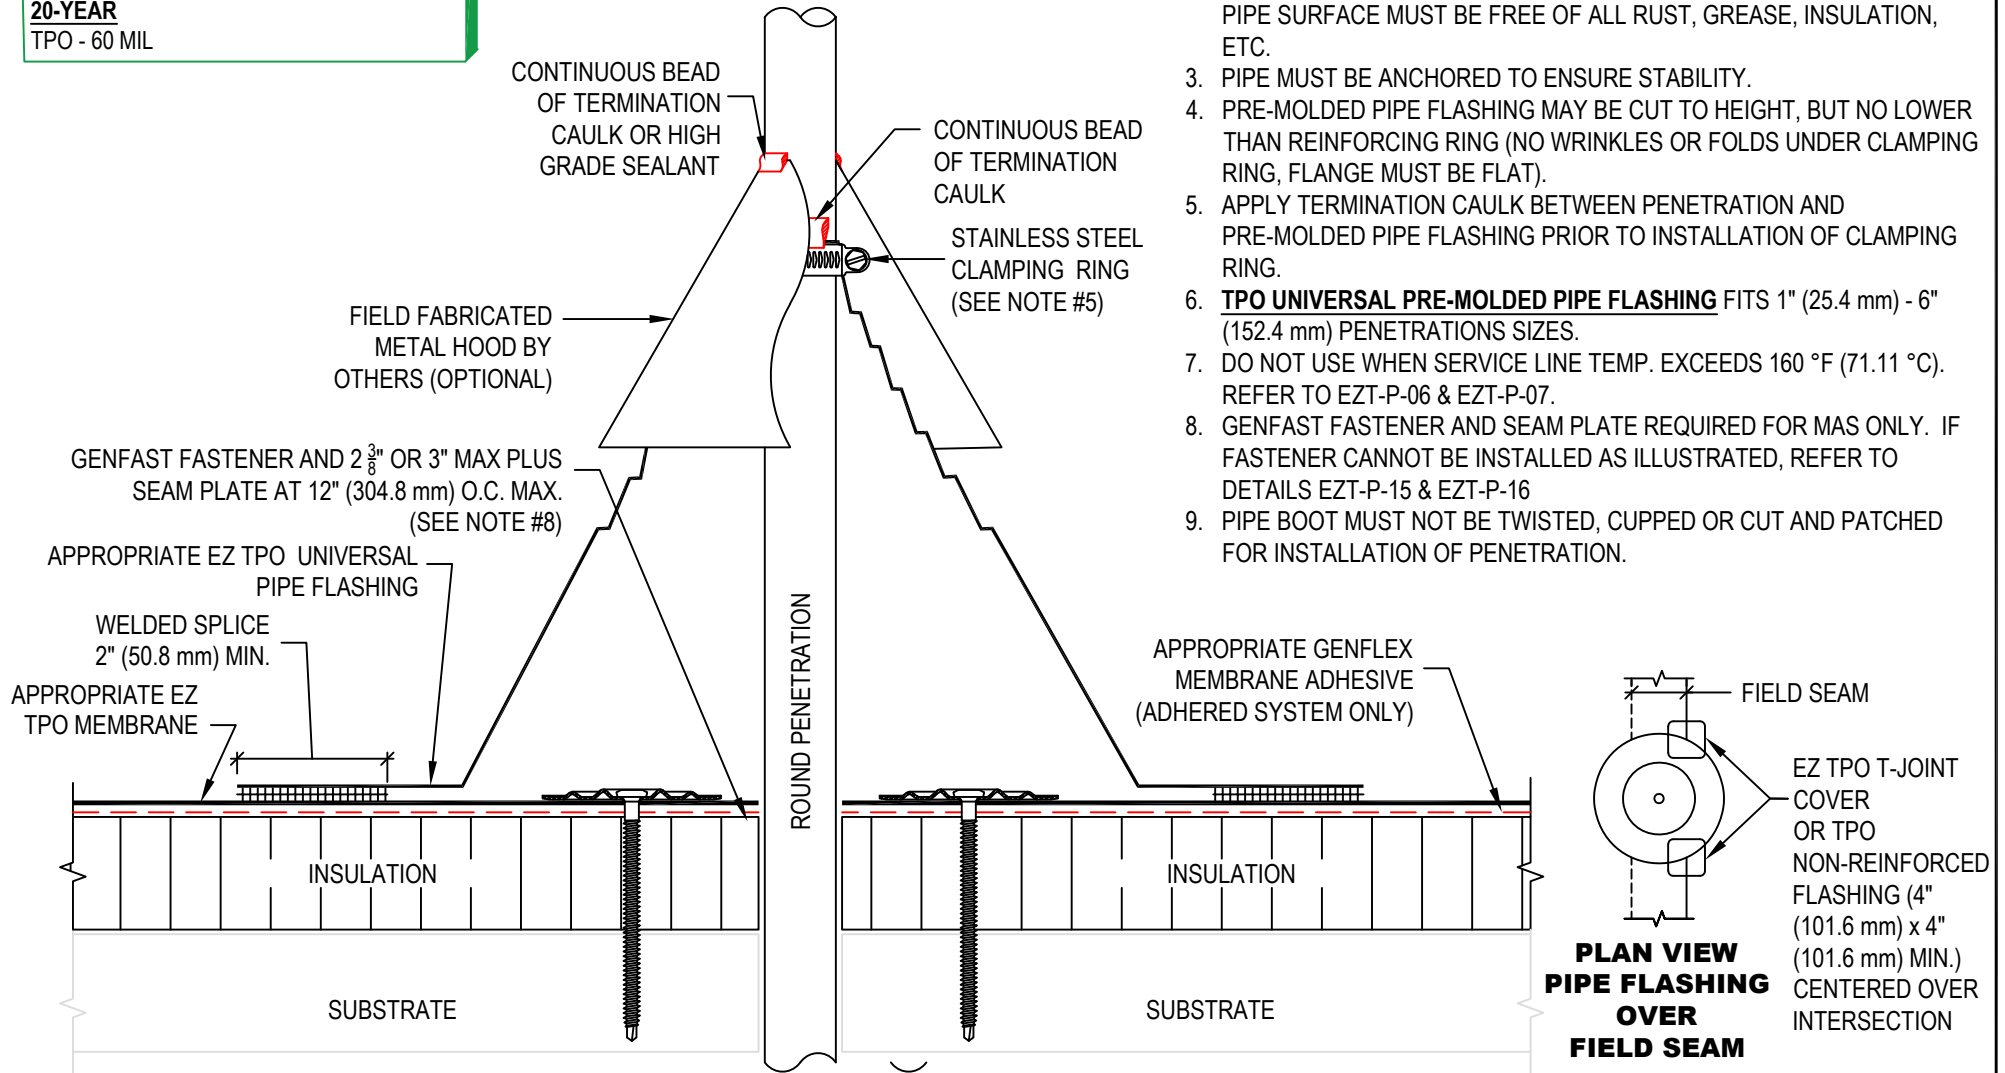 20-YEAR
TPO - 60 MIL
CONTINUOUS BEAD
OF TERMINATION
CAULK OR HIGH
GRADE SEALANT
CONTINUOUS BEAD
OF TERMINATION
CAULK
STAINLESS STEEL
CLAMPING RING
(SEE NOTE #5)
FIELD FABRICATED
METAL HOOD BY
OTHERS (OPTIONAL)
GENFAST FASTENER AND 2 3/8" OR 3" MAX PLUS
SEAM PLATE AT 12" (304.8 mm) O.C. MAX.
(SEE NOTE #8)
APPROPRIATE EZ TPO UNIVERSAL
PIPE FLASHING
WELDED SPLICE
2" (50.8 mm) MIN.
APPROPRIATE EZ
TPO MEMBRANE
ROUND PENETRATION
APPROPRIATE GENFLEX
MEMBRANE ADHESIVE
(ADHERED SYSTEM ONLY)
INSULATION
INSULATION
SUBSTRATE
SUBSTRATE
PIPE SURFACE MUST BE FREE OF ALL RUST, GREASE, INSULATION,
ETC.
3. PIPE MUST BE ANCHORED TO ENSURE STABILITY.
4. PRE-MOLDED PIPE FLASHING MAY BE CUT TO HEIGHT, BUT NO LOWER
THAN REINFORCING RING (NO WRINKLES OR FOLDS UNDER CLAMPING
RING, FLANGE MUST BE FLAT).
5. APPLY TERMINATION CAULK BETWEEN PENETRATION AND
PRE-MOLDED PIPE FLASHING PRIOR TO INSTALLATION OF CLAMPING
RING.
6. TPO UNIVERSAL PRE-MOLDED PIPE FLASHING FITS 1" (25.4 mm) - 6"
(152.4 mm) PENETRATIONS SIZES.
7. DO NOT USE WHEN SERVICE LINE TEMP. EXCEEDS 160 °F (71.11 °C).
REFER TO EZT-P-06 & EZT-P-07.
8. GENFAST FASTENER AND SEAM PLATE REQUIRED FOR MAS ONLY. IF
FASTENER CANNOT BE INSTALLED AS ILLUSTRATED, REFER TO
DETAILS EZT-P-15 & EZT-P-16
9. PIPE BOOT MUST NOT BE TWISTED, CUPPED OR CUT AND PATCHED
FOR INSTALLATION OF PENETRATION.
FIELD SEAM
EZ TPO T-JOINT
COVER
OR TPO
NON-REINFORCED
FLASHING (4"
(101.6 mm) x 4"
(101.6 mm) MIN.)
CENTERED OVER
INTERSECTION
PLAN VIEW
PIPE FLASHING
OVER
FIELD SEAM